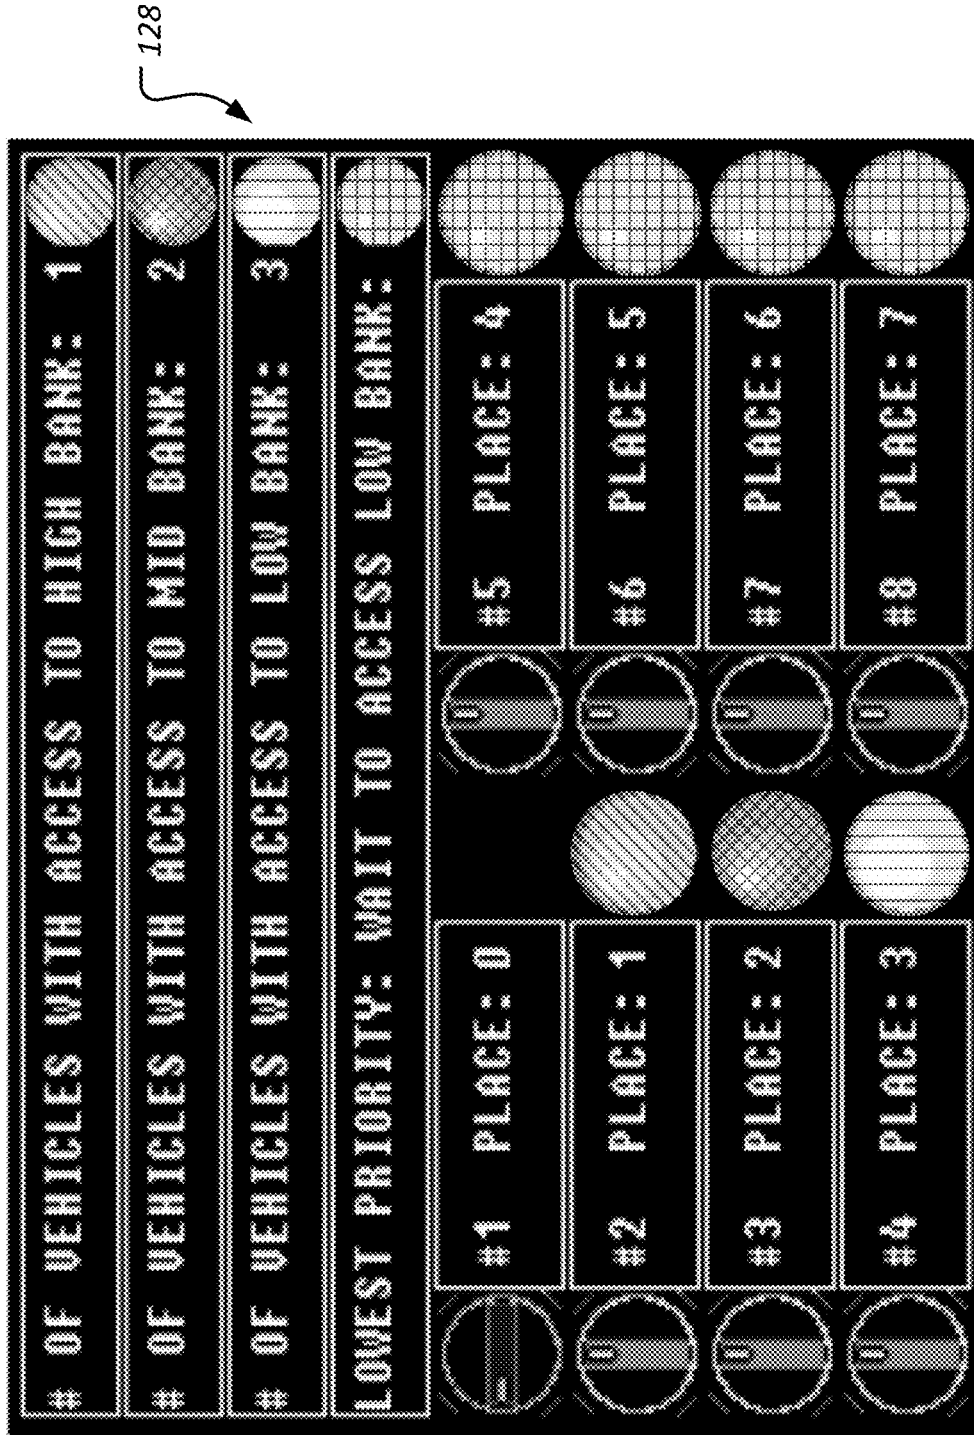 128
# OF VEHICLES WITH ACCESS TO HIGH BANK: 1
# OF VEHICLES WITH ACCESS TO MID BANK: 2
# OF VEHICLES WITH ACCESS TO LOW BANK: 3
LOWEST PRIORITY: WAIT TO ACCESS LOW BANK:
#1 PLACE: 0
#5 PLACE: 4
#2 PLACE: 1
#6 PLACE: 5
#3 PLACE: 2
#7 PLACE: 6
#4 PLACE: 3
#8 PLACE: 7